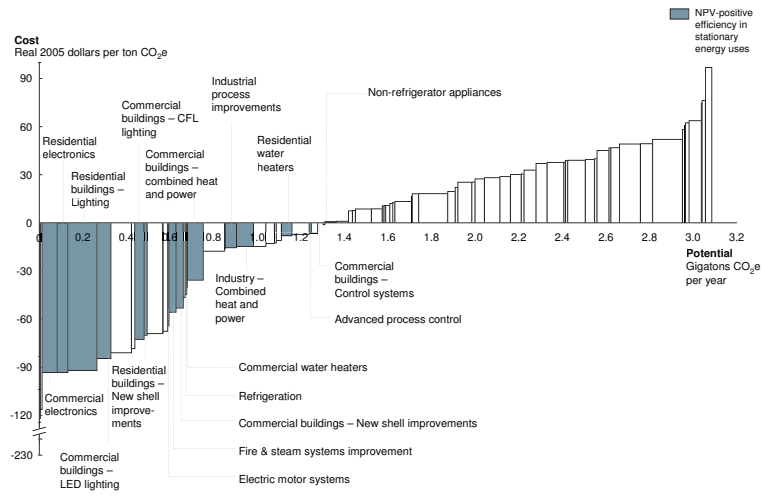 NPV-positive
efficiency in
stationary
energy uses
Cost
Real 2005 dollars per ton CO2e
90
60
30
0
-30
-60
-90
-120
-230
Residential
electronics
Residential
buildings –
Lighting
Commercial
buildings – CFL
lighting
Commercial
buildings –
combined heat
and power
Industrial
process
improvements
Residential
water
heaters
Non-refrigerator appliances
0 0.2 0.4 0.6 0.8 1.0 1.2 1.4 1.6 1.8 2.0 2.2 2.4 2.6 2.8 3.0 3.2
Potential
Gigatons CO2e
per year
Industry –
Combined
heat and
power
Commercial
buildings –
Control systems
Advanced process control
Commercial water heaters
Refrigeration
Commercial buildings – New shell improvements
Fire & steam systems improvement
Electric motor systems
Residential
buildings –
New shell
improve-
ments
Commercial
electronics
Commercial
buildings –
LED lighting